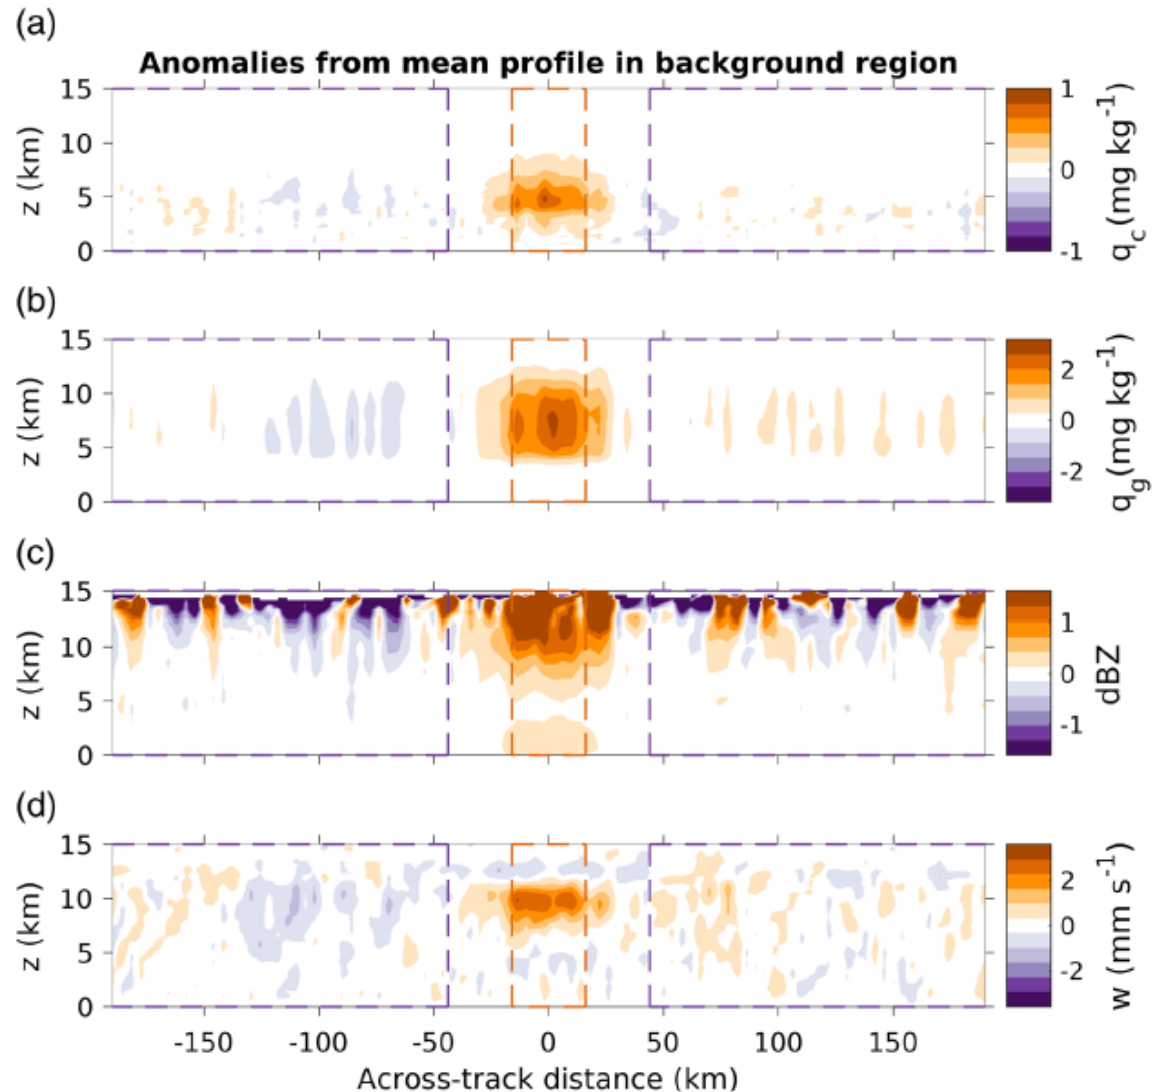 (a)
Anomalies from mean profile in background region
15
10
5
0
z (km)
1
0
-1
q_c (mg kg^-1)
(b)
15
10
5
0
z (km)
2
0
-2
q_g (mg kg^-1)
(c)
15
10
5
0
z (km)
1
0
-1
dBZ
(d)
15
10
5
0
z (km)
2
0
-2
w (mm s^-1)
-150 -100 -50 0 50 100 150
Across-track distance (km)